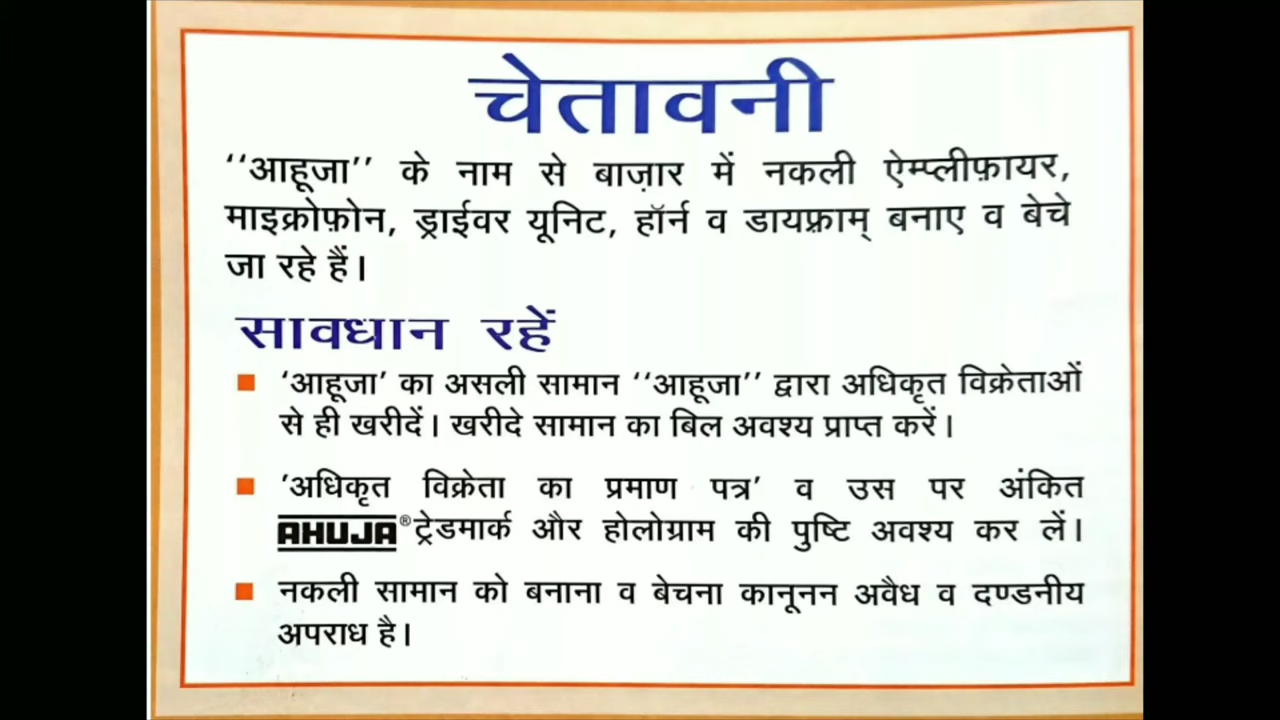 चेतावनी
‘‘आहूजा’’ के नाम से बाज़ार में नकली ऐम्प्लीफ़ायर,
माइक्रोफ़ोन, ड्राईवर यूनिट, हॉर्न व डायफ़्राम् बनाए व बेचे
जा रहे हैं।
सावधान रहें
■ ‘आहूजा’ का असली सामान ‘‘आहूजा’’ द्वारा अधिकृत विक्रेताओं
से ही खरीदें। खरीदे सामान का बिल अवश्य प्राप्त करें।
■ ’अधिकृत विक्रेता का प्रमाण पत्र’ व उस पर अंकित
AHUJA® ट्रेडमार्क और होलोग्राम की पुष्टि अवश्य कर लें।
■ नकली सामान को बनाना व बेचना कानूनन अवैध व दण्डनीय
अपराध है।